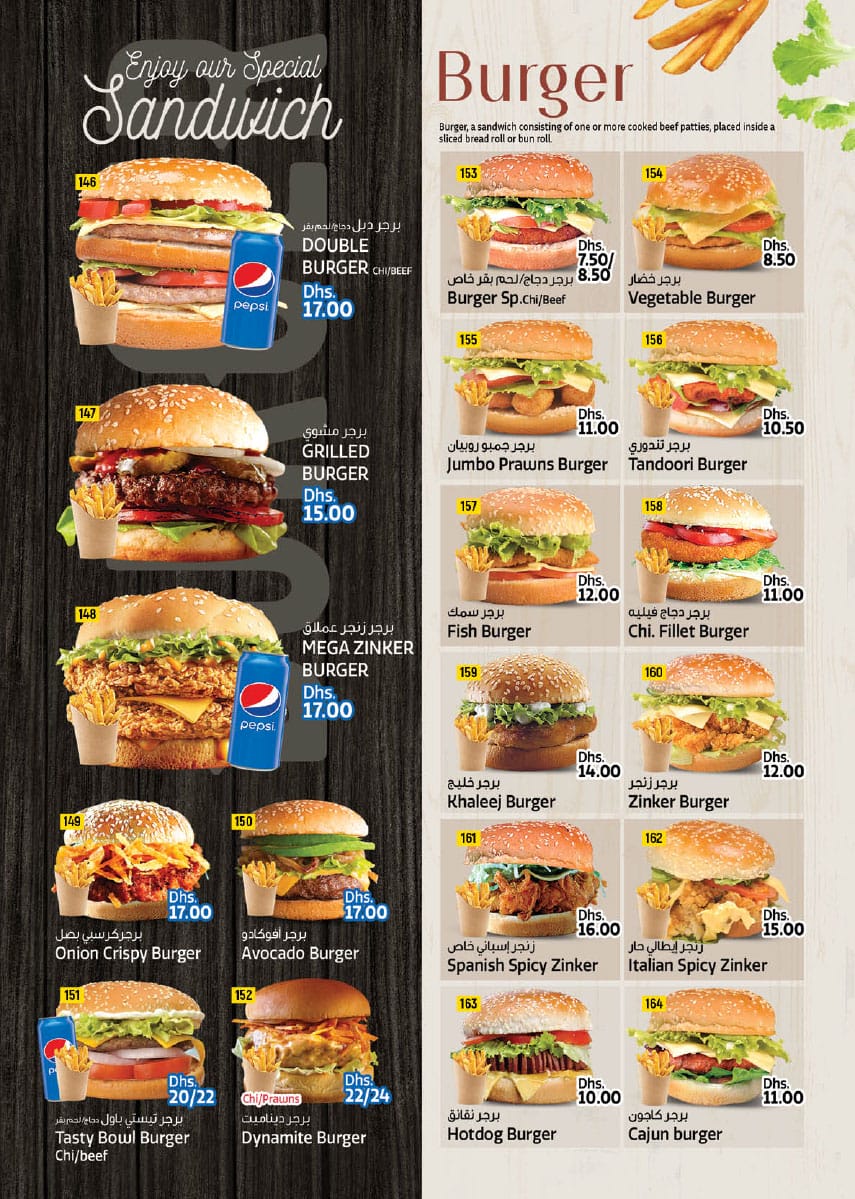 Enjoy our Special
Sandwich
146
برجر دبل دجاج/لحم بقر
DOUBLE
BURGER CHI/BEEF
Dhs.
17.00
pepsi
147
برجر مشوي
GRILLED
BURGER
Dhs.
15.00
148
برجر زنجر عملاق
MEGA ZINKER
BURGER
Dhs.
17.00
pepsi
149
Dhs.
17.00
برجركرسبي بصل
Onion Crispy Burger
150
Dhs.
17.00
برجر أفوكادو
Avocado Burger
151
Dhs.
20/22
برجر تيستي باول دجاج/لحم بقر
Tasty Bowl Burger
Chi/beef
152
Chi/Prawns
Dhs.
22/24
برجر ديناميت
Dynamite Burger
Burger
Burger, a sandwich consisting of one or more cooked beef patties, placed inside a
sliced bread roll or bun roll.
153
Dhs.
7.50/
8.50
برجر دجاج/لحم بقر خاص
Burger Sp.Chi/Beef
154
Dhs.
8.50
برجر خضار
Vegetable Burger
155
Dhs.
11.00
برجر جمبو روبيان
Jumbo Prawns Burger
156
Dhs.
10.50
برجر تندوري
Tandoori Burger
157
Dhs.
12.00
برجر سمك
Fish Burger
158
Dhs.
11.00
برجر دجاج فيليه
Chi. Fillet Burger
159
Dhs.
14.00
برجر خليج
Khaleej Burger
160
Dhs.
12.00
برجر زنجر
Zinker Burger
161
Dhs.
16.00
زنجر إسباني خاص
Spanish Spicy Zinker
162
Dhs.
15.00
زنجر إيطالي حار
Italian Spicy Zinker
163
Dhs.
10.00
برجر نقانق
Hotdog Burger
164
Dhs.
11.00
برجر كاجون
Cajun burger